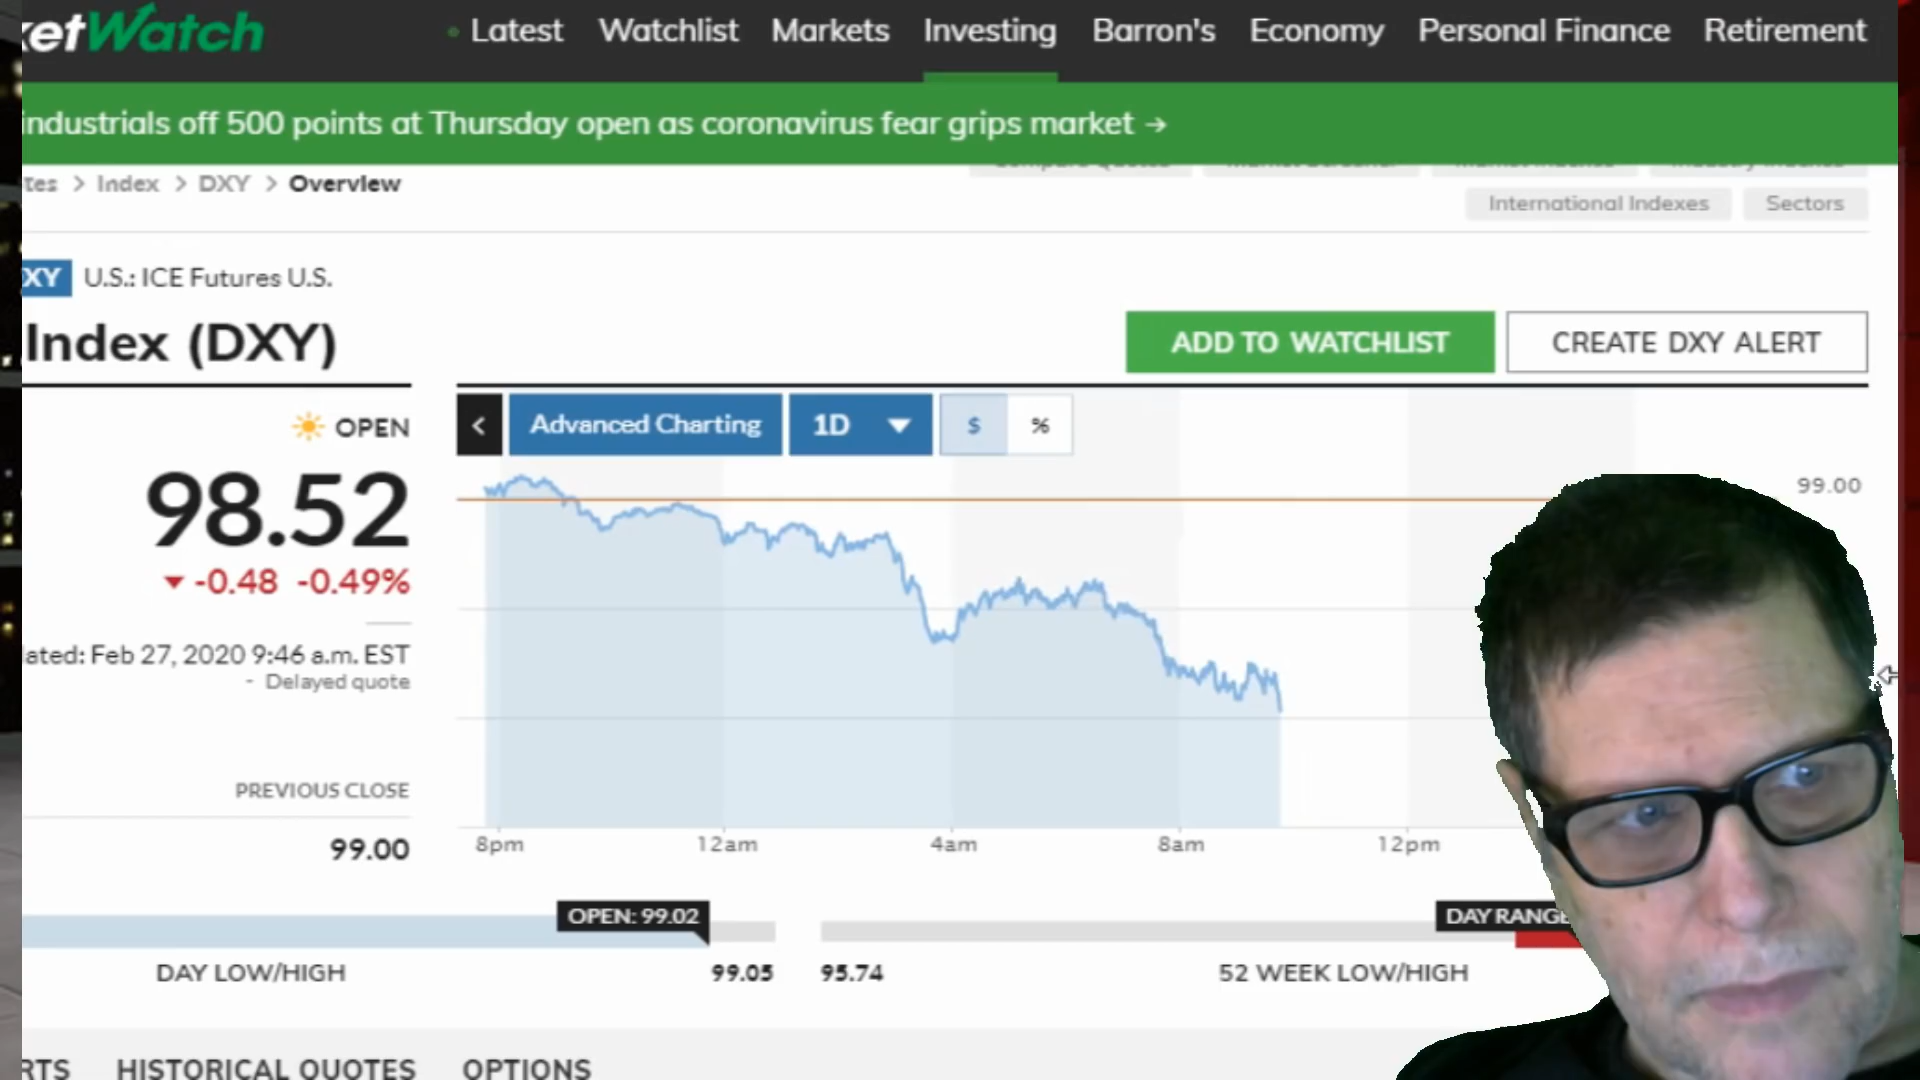 ketWatch
Latest Watchlist Markets Investing Barron's Economy Personal Finance Retirement
industrials off 500 points at Thursday open as coronavirus fear grips market →
tes > Index > DXY > Overview
International Indexes Sectors
XY U.S.: ICE Futures U.S.
Index (DXY)
ADD TO WATCHLIST CREATE DXY ALERT
< Advanced Charting 1D $ %
OPEN
98.52
-0.48 -0.49%
ated: Feb 27, 2020 9:46 a.m. EST
- Delayed quote
PREVIOUS CLOSE
99.00
99.00
8pm 12am 4am 8am 12pm
OPEN: 99.02
DAY LOW/HIGH 99.05
DAY RANGE
95.74 52 WEEK LOW/HIGH
RTS HISTORICAL QUOTES OPTIONS